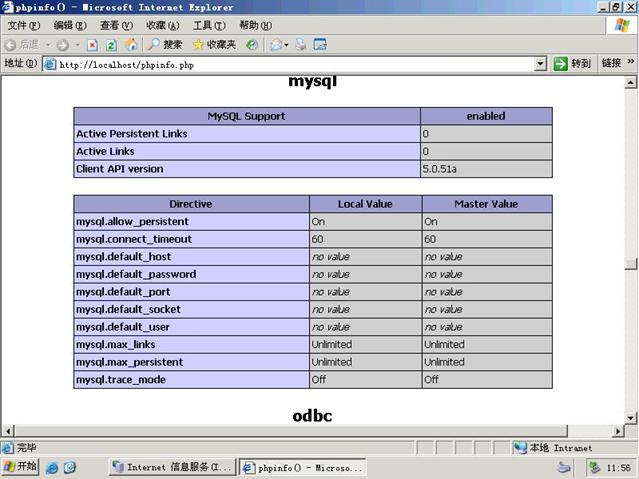 phpinfo() - Microsoft Internet Explorer
文件(F) 编辑(E) 查看(V) 收藏(A) 工具(T) 帮助(H)
后退 搜索 收藏夹
地址(D) http://localhost/phpinfo.php 转到 链接 »
mysql
MySQL Support enabled
Active Persistent Links 0
Active Links 0
Client API version 5.0.51a
Directive Local Value Master Value
mysql.allow_persistent On On
mysql.connect_timeout 60 60
mysql.default_host no value no value
mysql.default_password no value no value
mysql.default_port no value no value
mysql.default_socket no value no value
mysql.default_user no value no value
mysql.max_links Unlimited Unlimited
mysql.max_persistent Unlimited Unlimited
mysql.trace_mode Off Off
odbc
完毕 本地 Intranet
开始 Internet 信息服务(I... phpinfo() - Microso... 11:56